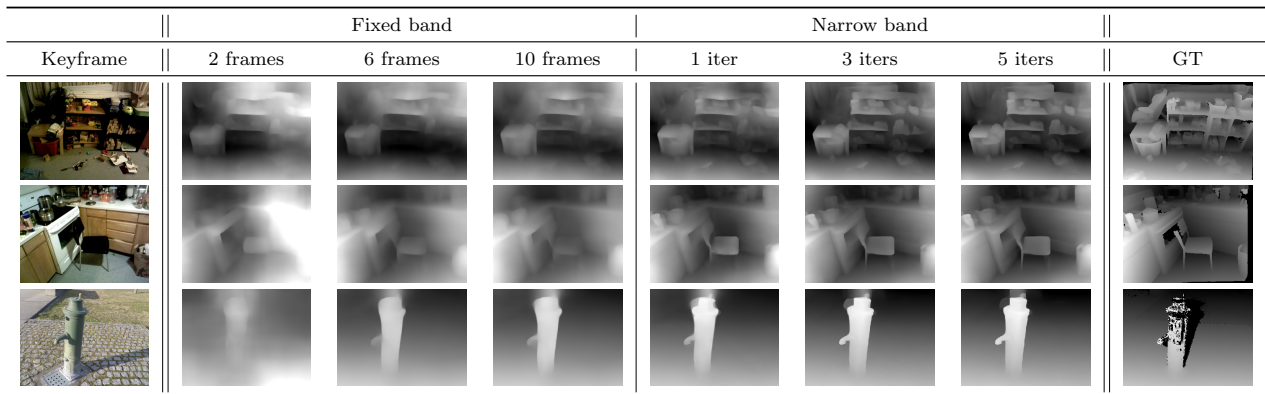 Fixed band Narrow band
Keyframe 2 frames 6 frames 10 frames 1 iter 3 iters 5 iters GT